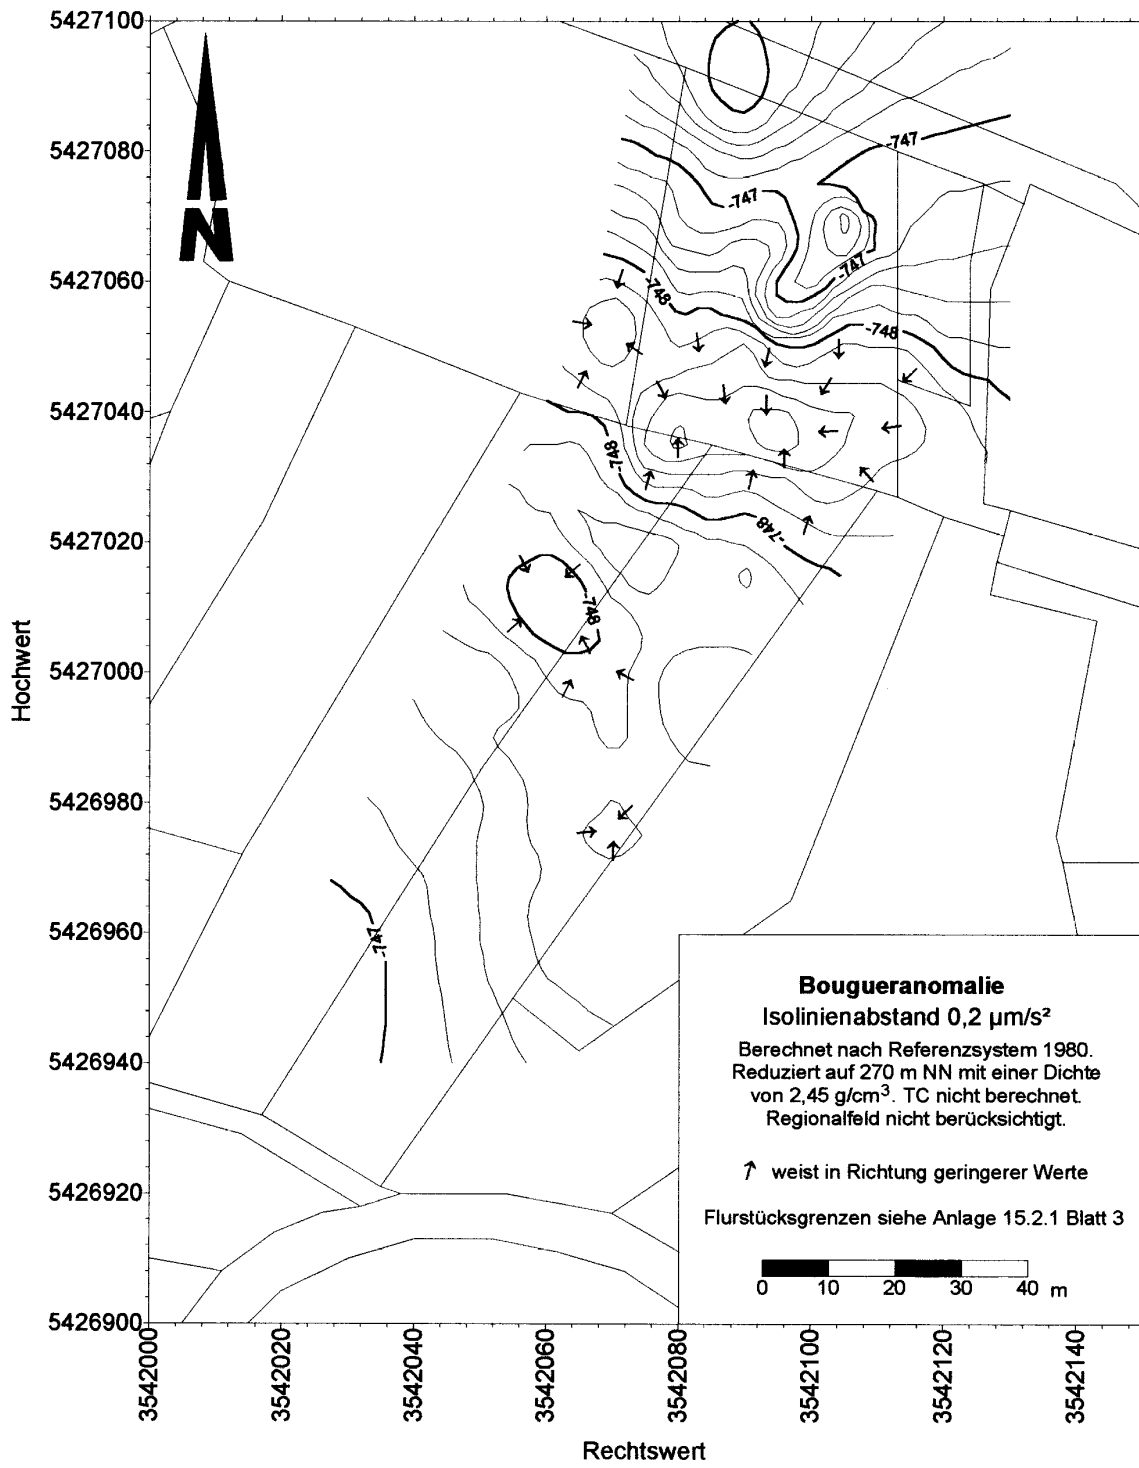 5427100
5427080
5427060
5427040
5427020
5427000
5426980
5426960
5426940
5426920
5426900
Hochwert
N
-747
-747
-747
-748
-748
-748
-748
-748
-747
Bougueranomalie
Isolinienabstand 0,2 µm/s²
Berechnet nach Referenzsystem 1980.
Reduziert auf 270 m NN mit einer Dichte
von 2,45 g/cm³. TC nicht berechnet.
Regionalfeld nicht berücksichtigt.
weist in Richtung geringerer Werte
Flurstücksgrenzen siehe Anlage 15.2.1 Blatt 3
0 10 20 30 40 m
3542000
3542020
3542040
3542060
3542080
3542100
3542120
3542140
Rechtswert